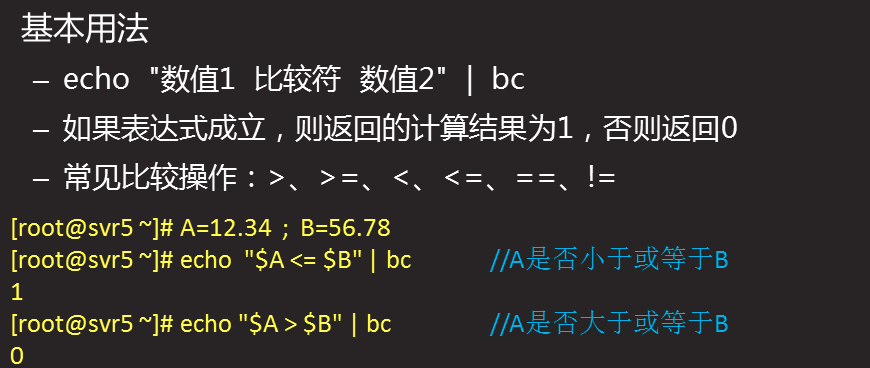 基本用法
– echo "数值1 比较符 数值2" | bc
– 如果表达式成立，则返回的计算结果为1，否则返回0
– 常见比较操作：>、>=、<、<=、==、!=
[root@svr5 ~]# A=12.34 ; B=56.78
[root@svr5 ~]# echo "$A <= $B" | bc //A是否小于或等于B
1
[root@svr5 ~]# echo "$A > $B" | bc //A是否大于或等于B
0